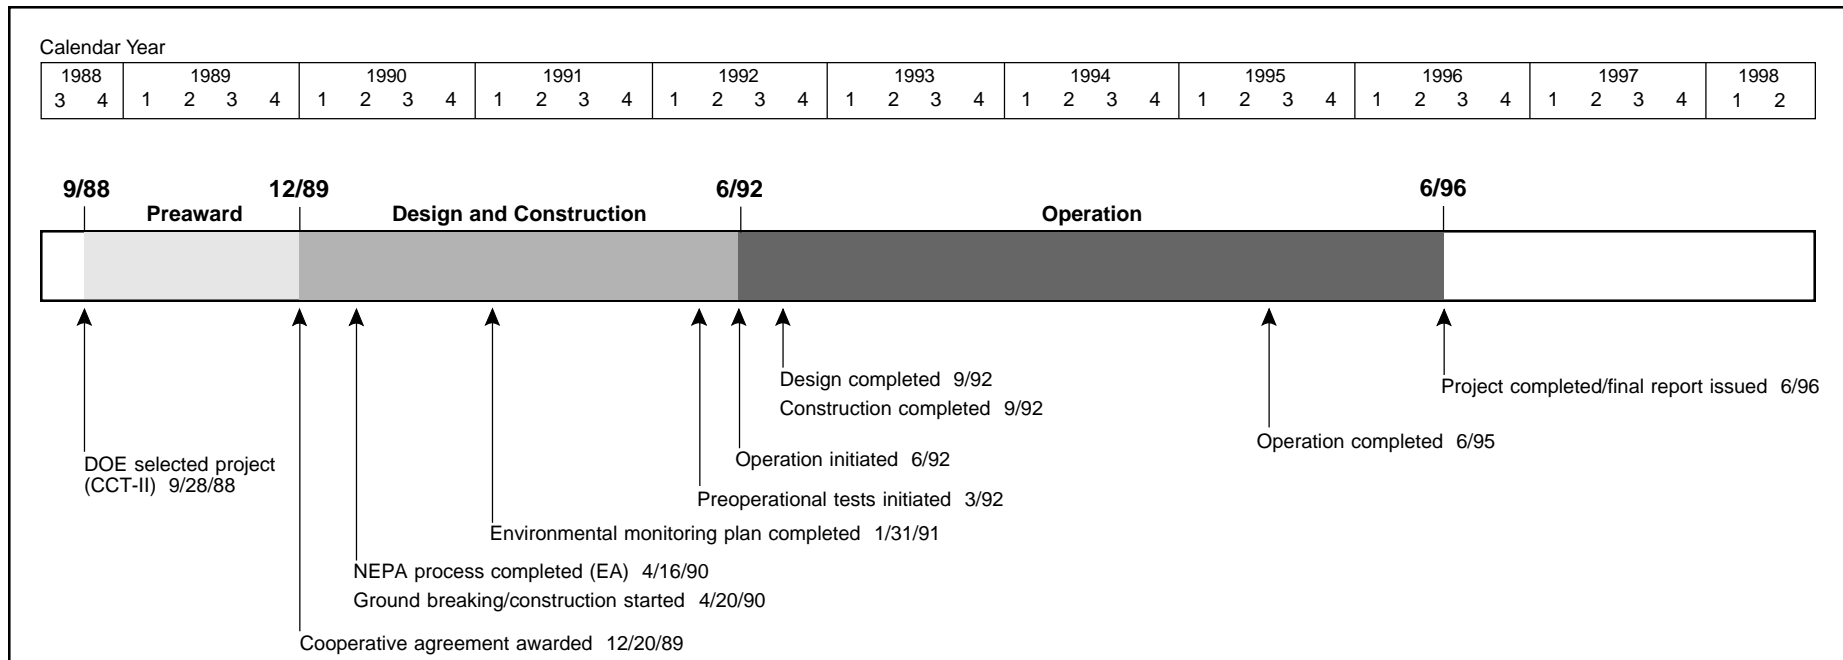 Calendar Year
1988 1989 1990 1991 1992 1993 1994 1995 1996 1997 1998
3 4 1 2 3 4 1 2 3 4 1 2 3 4 1 2 3 4 1 2 3 4 1 2 3 4 1 2 3 4 1 2 3 4 1 2 3 4 1 2
9/88 12/89 6/92 6/96
Preaward Design and Construction Operation
Design completed 9/92
Construction completed 9/92
Project completed/final report issued 6/96
Operation completed 6/95
Operation initiated 6/92
DOE selected project
(CCT-II) 9/28/88
Preoperational tests initiated 3/92
Environmental monitoring plan completed 1/31/91
NEPA process completed (EA) 4/16/90
Ground breaking/construction started 4/20/90
Cooperative agreement awarded 12/20/89